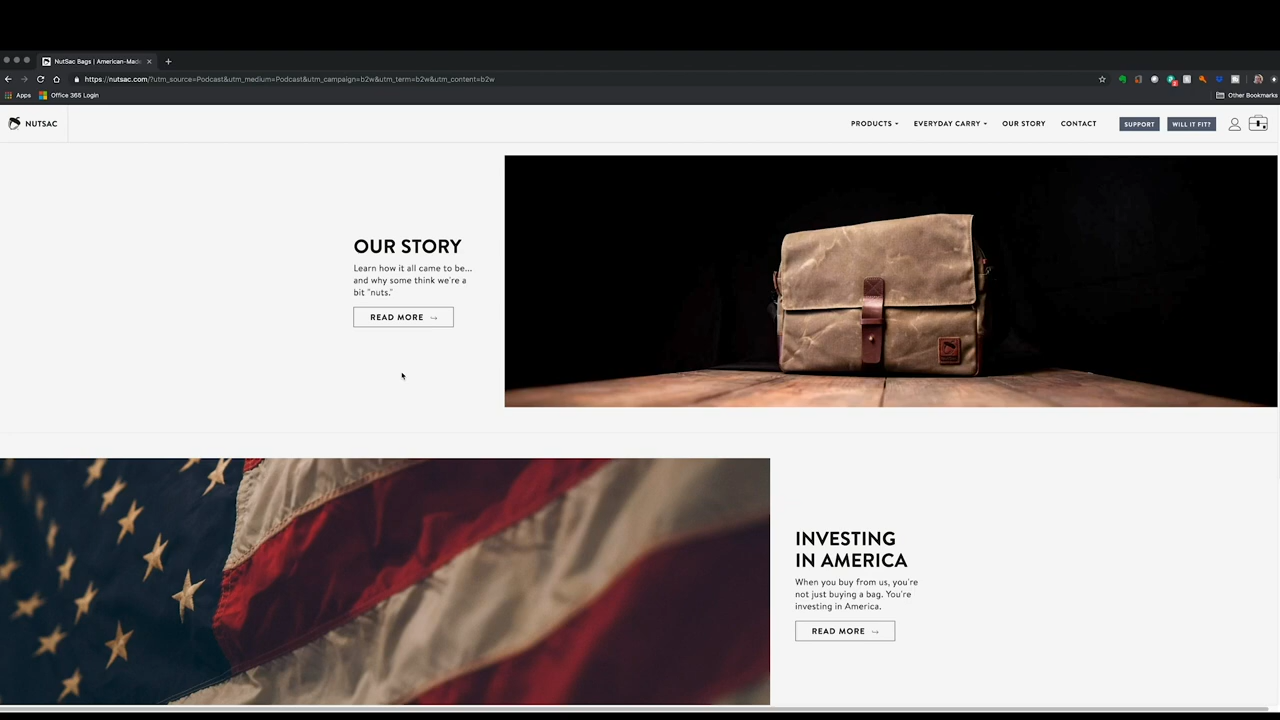 NutSac Bags | American-Made
https://nutsac.com/?utm_source=Podcast&utm_medium=Podcast&utm_campaign=b2w&utm_term=b2w&utm_content=b2w
Apps Office 365 Login Other Bookmarks
NUTSAC PRODUCTS EVERYDAY CARRY OUR STORY CONTACT SUPPORT WILL IT FIT?
OUR STORY
Learn how it all came to be...
and why some think we're a
bit "nuts."
READ MORE
INVESTING
IN AMERICA
When you buy from us, you're
not just buying a bag. You're
investing in America.
READ MORE